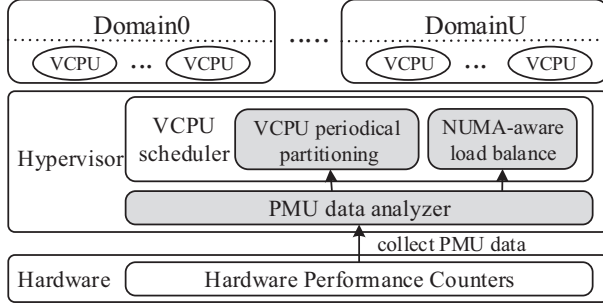 Domain0
.....
DomainU
VCPU ... VCPU
VCPU ... VCPU
Hypervisor
VCPU
scheduler
VCPU periodical
partitioning
NUMA-aware
load balance
PMU data analyzer
collect PMU data
Hardware
Hardware Performance Counters